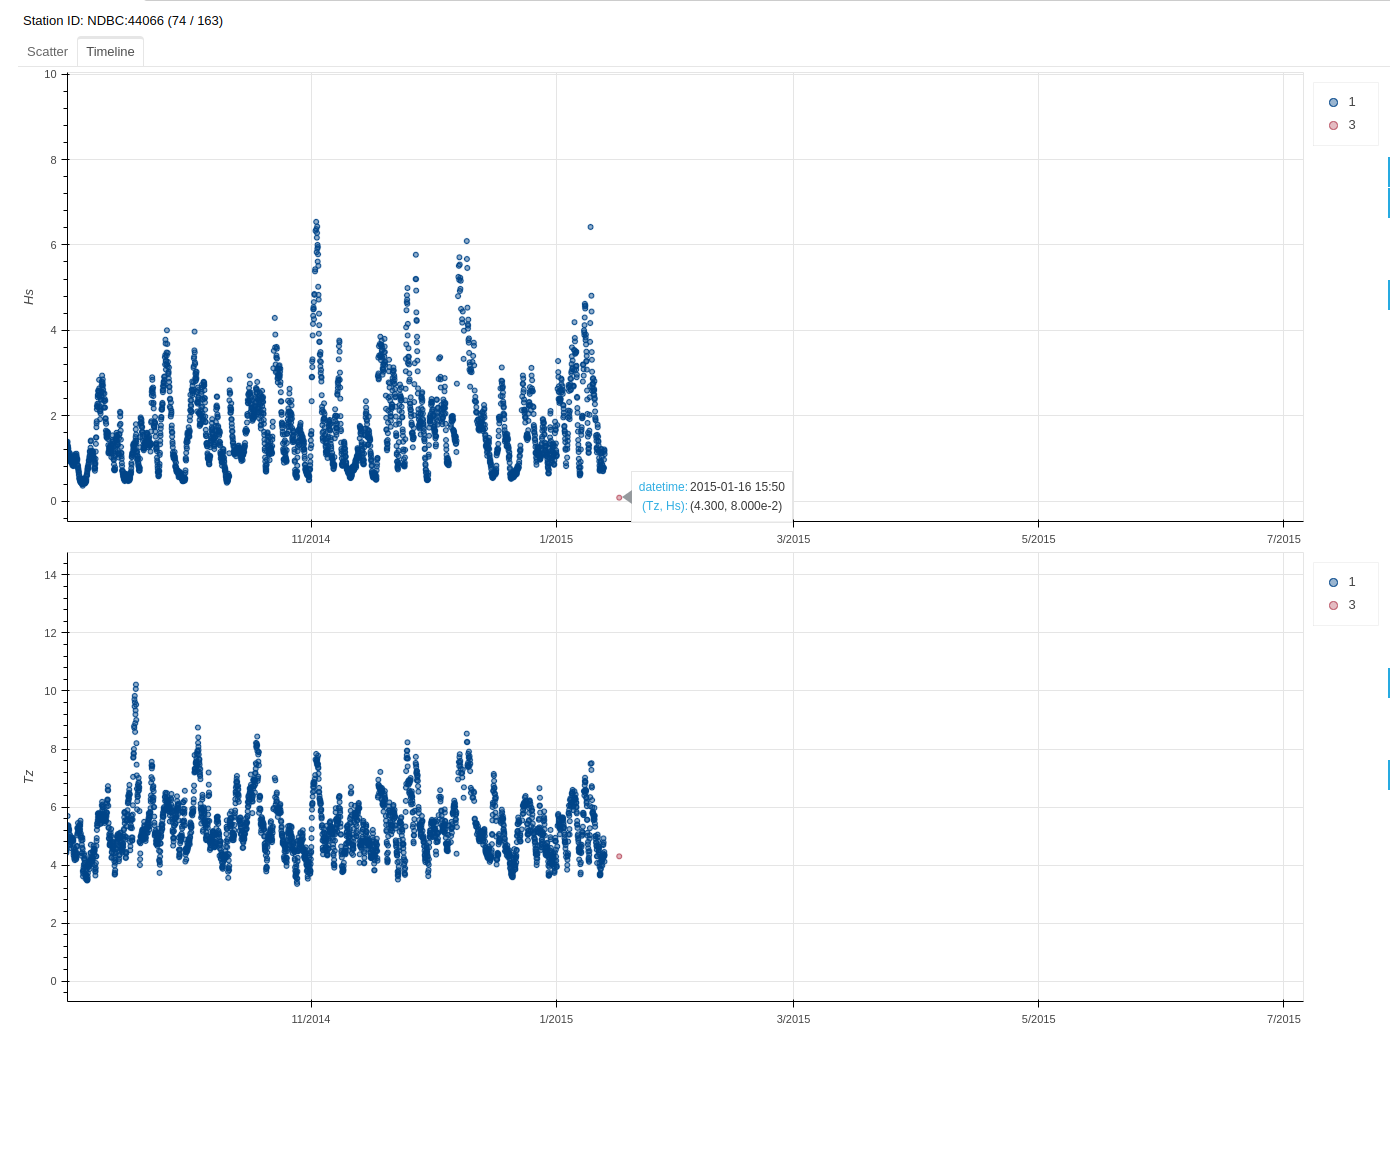 Station ID: NDBC:44066 (74 / 163)
Scatter Timeline
10
8
6
4
2
0
Hs
1
3
datetime: 2015-01-16 15:50
(Tz, Hs): (4.300, 8.000e-2)
11/2014 1/2015 3/2015 5/2015 7/2015
14
12
10
8
6
4
2
0
Tz
1
3
11/2014 1/2015 3/2015 5/2015 7/2015